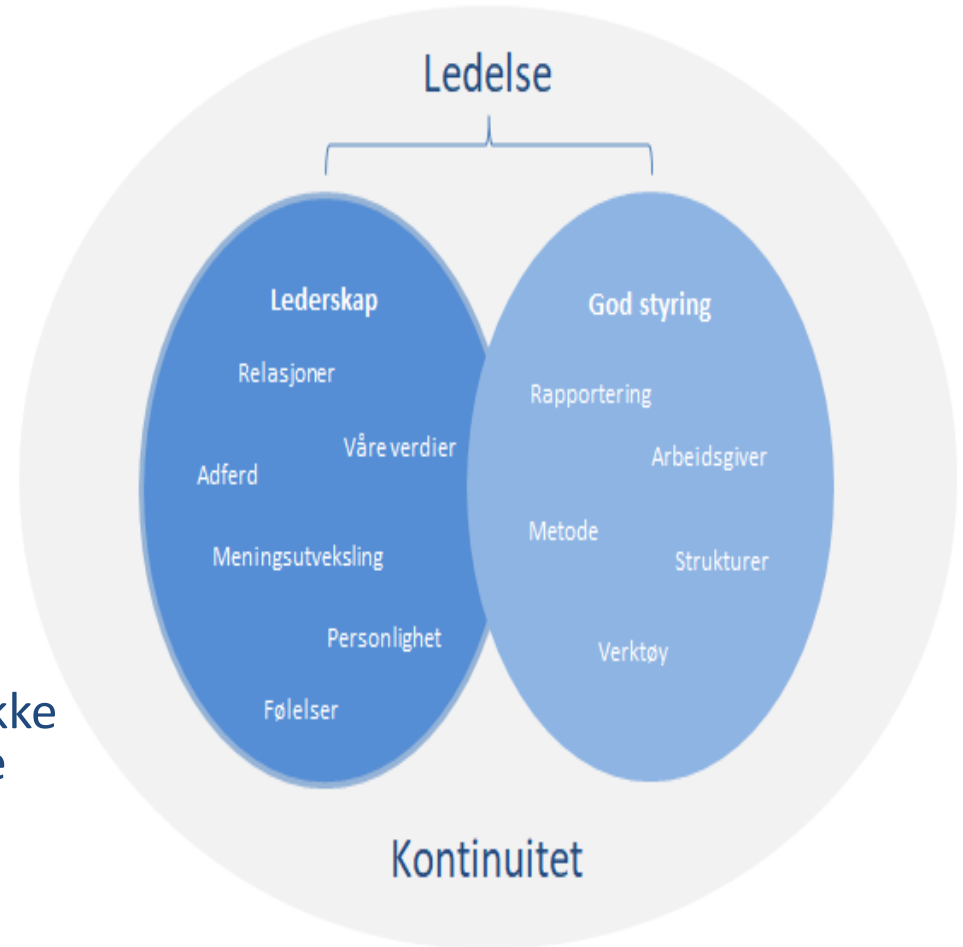 Ledelse
Lederskap
Relasjoner
Våre verdier
Adferd
Meningsutveksling
Personlighet
Følelser
God styring
Rapportering
Arbeidsgiver
Metode
Strukturer
Verktøy
Kontinuitet